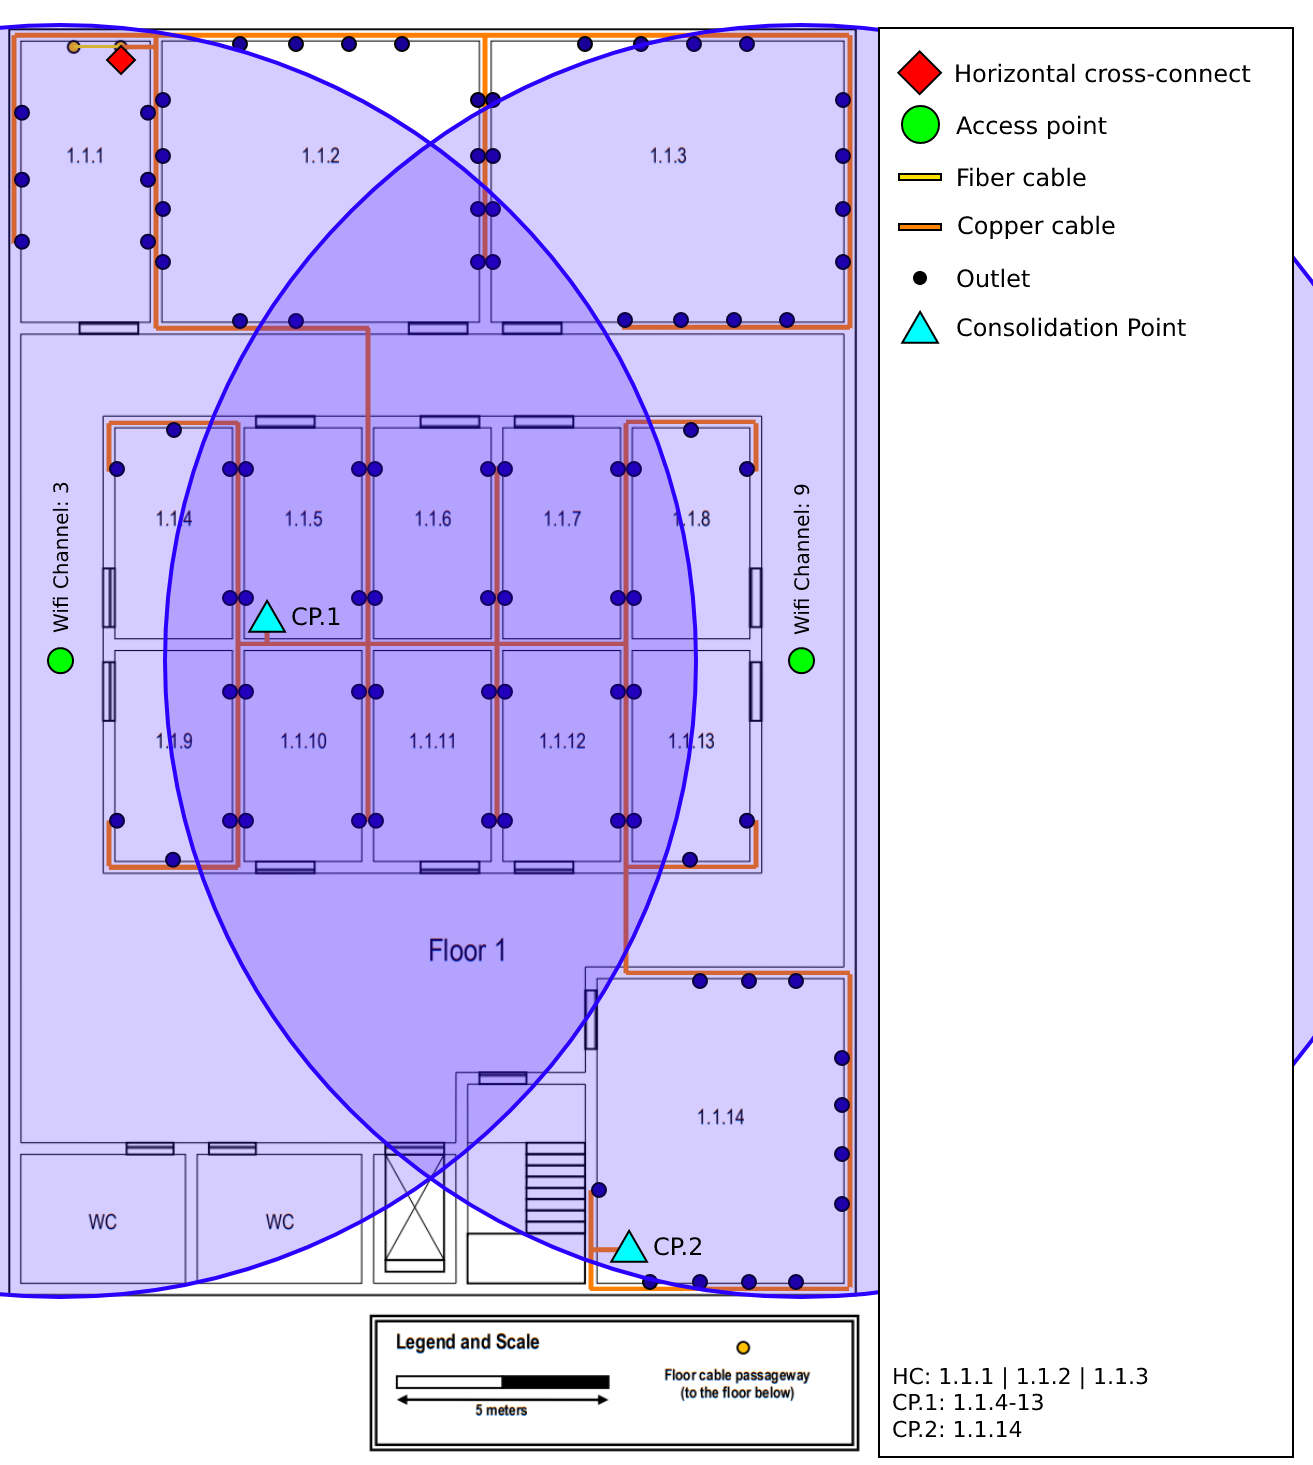 Horizontal cross-connect
Access point
Fiber cable
Copper cable
Outlet
Consolidation Point
1.1.1
1.1.2
1.1.3
Wifi Channel: 3
Wifi Channel: 9
1.1.4
1.1.5
1.1.6
1.1.7
1.1.8
CP.1
1.1.9
1.1.10
1.1.11
1.1.12
1.1.13
Floor 1
1.1.14
WC
WC
CP.2
Legend and Scale
5 meters
Floor cable passageway
(to the floor below)
HC: 1.1.1 | 1.1.2 | 1.1.3
CP.1: 1.1.4-13
CP.2: 1.1.14